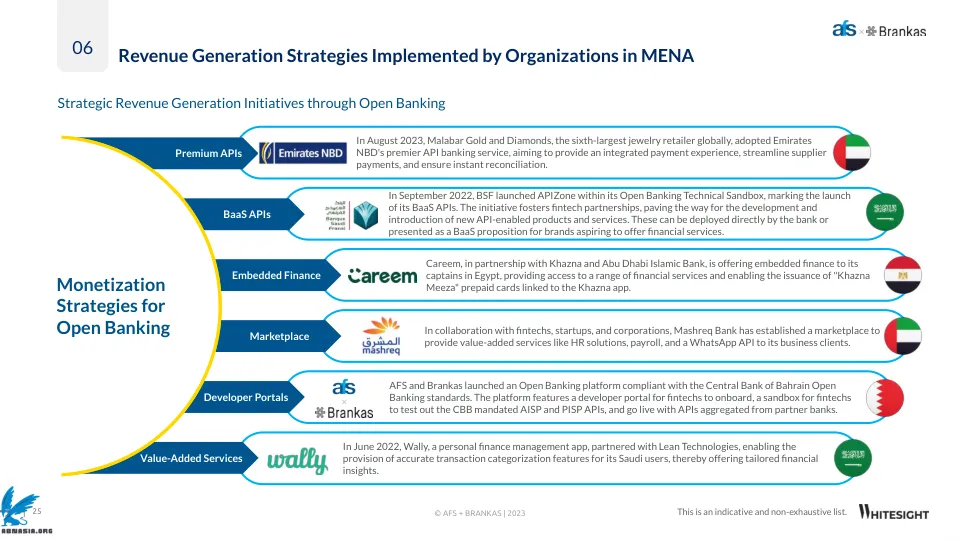 06
Revenue Generation Strategies Implemented by Organizations in MENA
afs × Brankas
Strategic Revenue Generation Initiatives through Open Banking
Monetization
Strategies for
Open Banking
Premium APIs
Emirates NBD
In August 2023, Malabar Gold and Diamonds, the sixth-largest jewelry retailer globally, adopted Emirates
NBD's premier API banking service, aiming to provide an integrated payment experience, streamline supplier
payments, and ensure instant reconciliation.
BaaS APIs
البنك
السعودي
الفرنسي
Banque
Saudi
Fransi
In September 2022, BSF launched APIZone within its Open Banking Technical Sandbox, marking the launch
of its BaaS APIs. The initiative fosters fintech partnerships, paving the way for the development and
introduction of new API-enabled products and services. These can be deployed directly by the bank or
presented as a BaaS proposition for brands aspiring to offer financial services.
Embedded Finance
Careem
Careem, in partnership with Khazna and Abu Dhabi Islamic Bank, is offering embedded finance to its
captains in Egypt, providing access to a range of financial services and enabling the issuance of "Khazna
Meeza" prepaid cards linked to the Khazna app.
Marketplace
المشرق
mashreq
In collaboration with fintechs, startups, and corporations, Mashreq Bank has established a marketplace to
provide value-added services like HR solutions, payroll, and a WhatsApp API to its business clients.
Developer Portals
afs
×
Brankas
AFS and Brankas launched an Open Banking platform compliant with the Central Bank of Bahrain Open
Banking standards. The platform features a developer portal for fintechs to onboard, a sandbox for fintechs
to test out the CBB mandated AISP and PISP APIs, and go live with APIs aggregated from partner banks.
Value-Added Services
wally
In June 2022, Wally, a personal finance management app, partnered with Lean Technologies, enabling the
provision of accurate transaction categorization features for its Saudi users, thereby offering tailored financial
insights.
25
ABMASIA.ORG
© AFS + BRANKAS | 2023
This is an indicative and non-exhaustive list.
WHITESIGHT